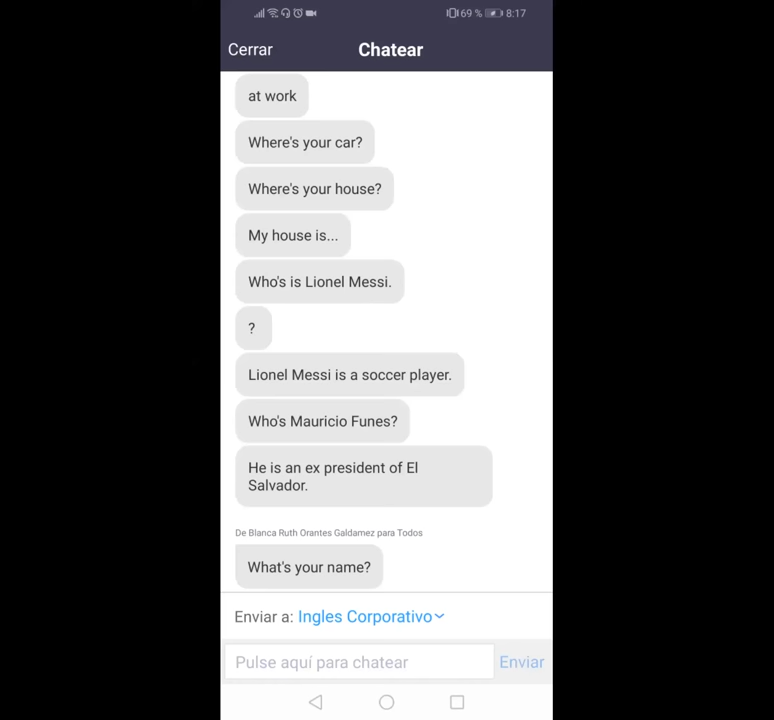 69 % 8:17
Cerrar Chatear
at work
Where's your car?
Where's your house?
My house is...
Who's is Lionel Messi.
?
Lionel Messi is a soccer player.
Who's Mauricio Funes?
He is an ex president of El
Salvador.
De Blanca Ruth Orantes Galdamez para Todos
What's your name?
Enviar a: Ingles Corporativo
Pulse aquí para chatear Enviar